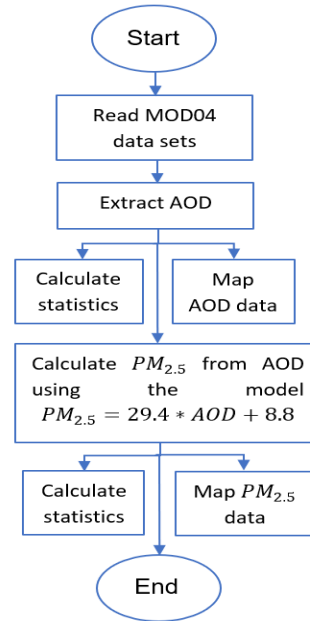 Start
Read MOD04
data sets
Extract AOD
Calculate
statistics
Map
AOD data
Calculate PM₂.₅ from AOD
using the model
PM₂.₅ = 29.4 * AOD + 8.8
Calculate
statistics
Map PM₂.₅
data
End